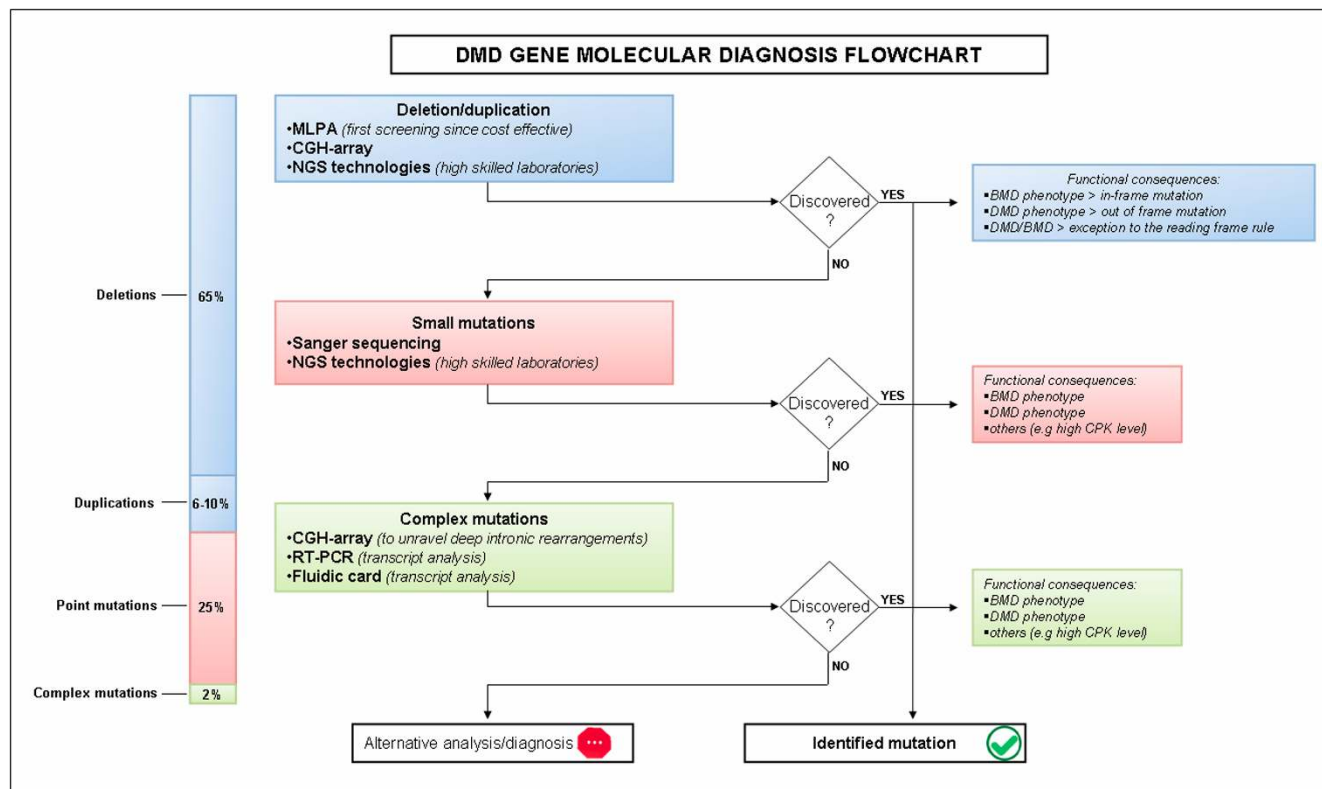 DMD GENE MOLECULAR DIAGNOSIS FLOWCHART
Deletion/duplication
•MLPA (first screening since cost effective)
•CGH-array
•NGS technologies (high skilled laboratories)
Discovered
?
YES
NO
Functional consequences:
▪BMD phenotype > in-frame mutation
▪DMD phenotype > out of frame mutation
▪DMD/BMD > exception to the reading frame rule
Deletions
65%
Small mutations
•Sanger sequencing
•NGS technologies (high skilled laboratories)
Discovered
?
YES
NO
Functional consequences:
▪BMD phenotype
▪DMD phenotype
▪others (e.g high CPK level)
Duplications
6-10%
Complex mutations
•CGH-array (to unravel deep intronic rearrangements)
•RT-PCR (transcript analysis)
•Fluidic card (transcript analysis)
Discovered
?
YES
NO
Functional consequences:
▪BMD phenotype
▪DMD phenotype
▪others (e.g high CPK level)
Point mutations
25%
Complex mutations
2%
Alternative analysis/diagnosis
Identified mutation